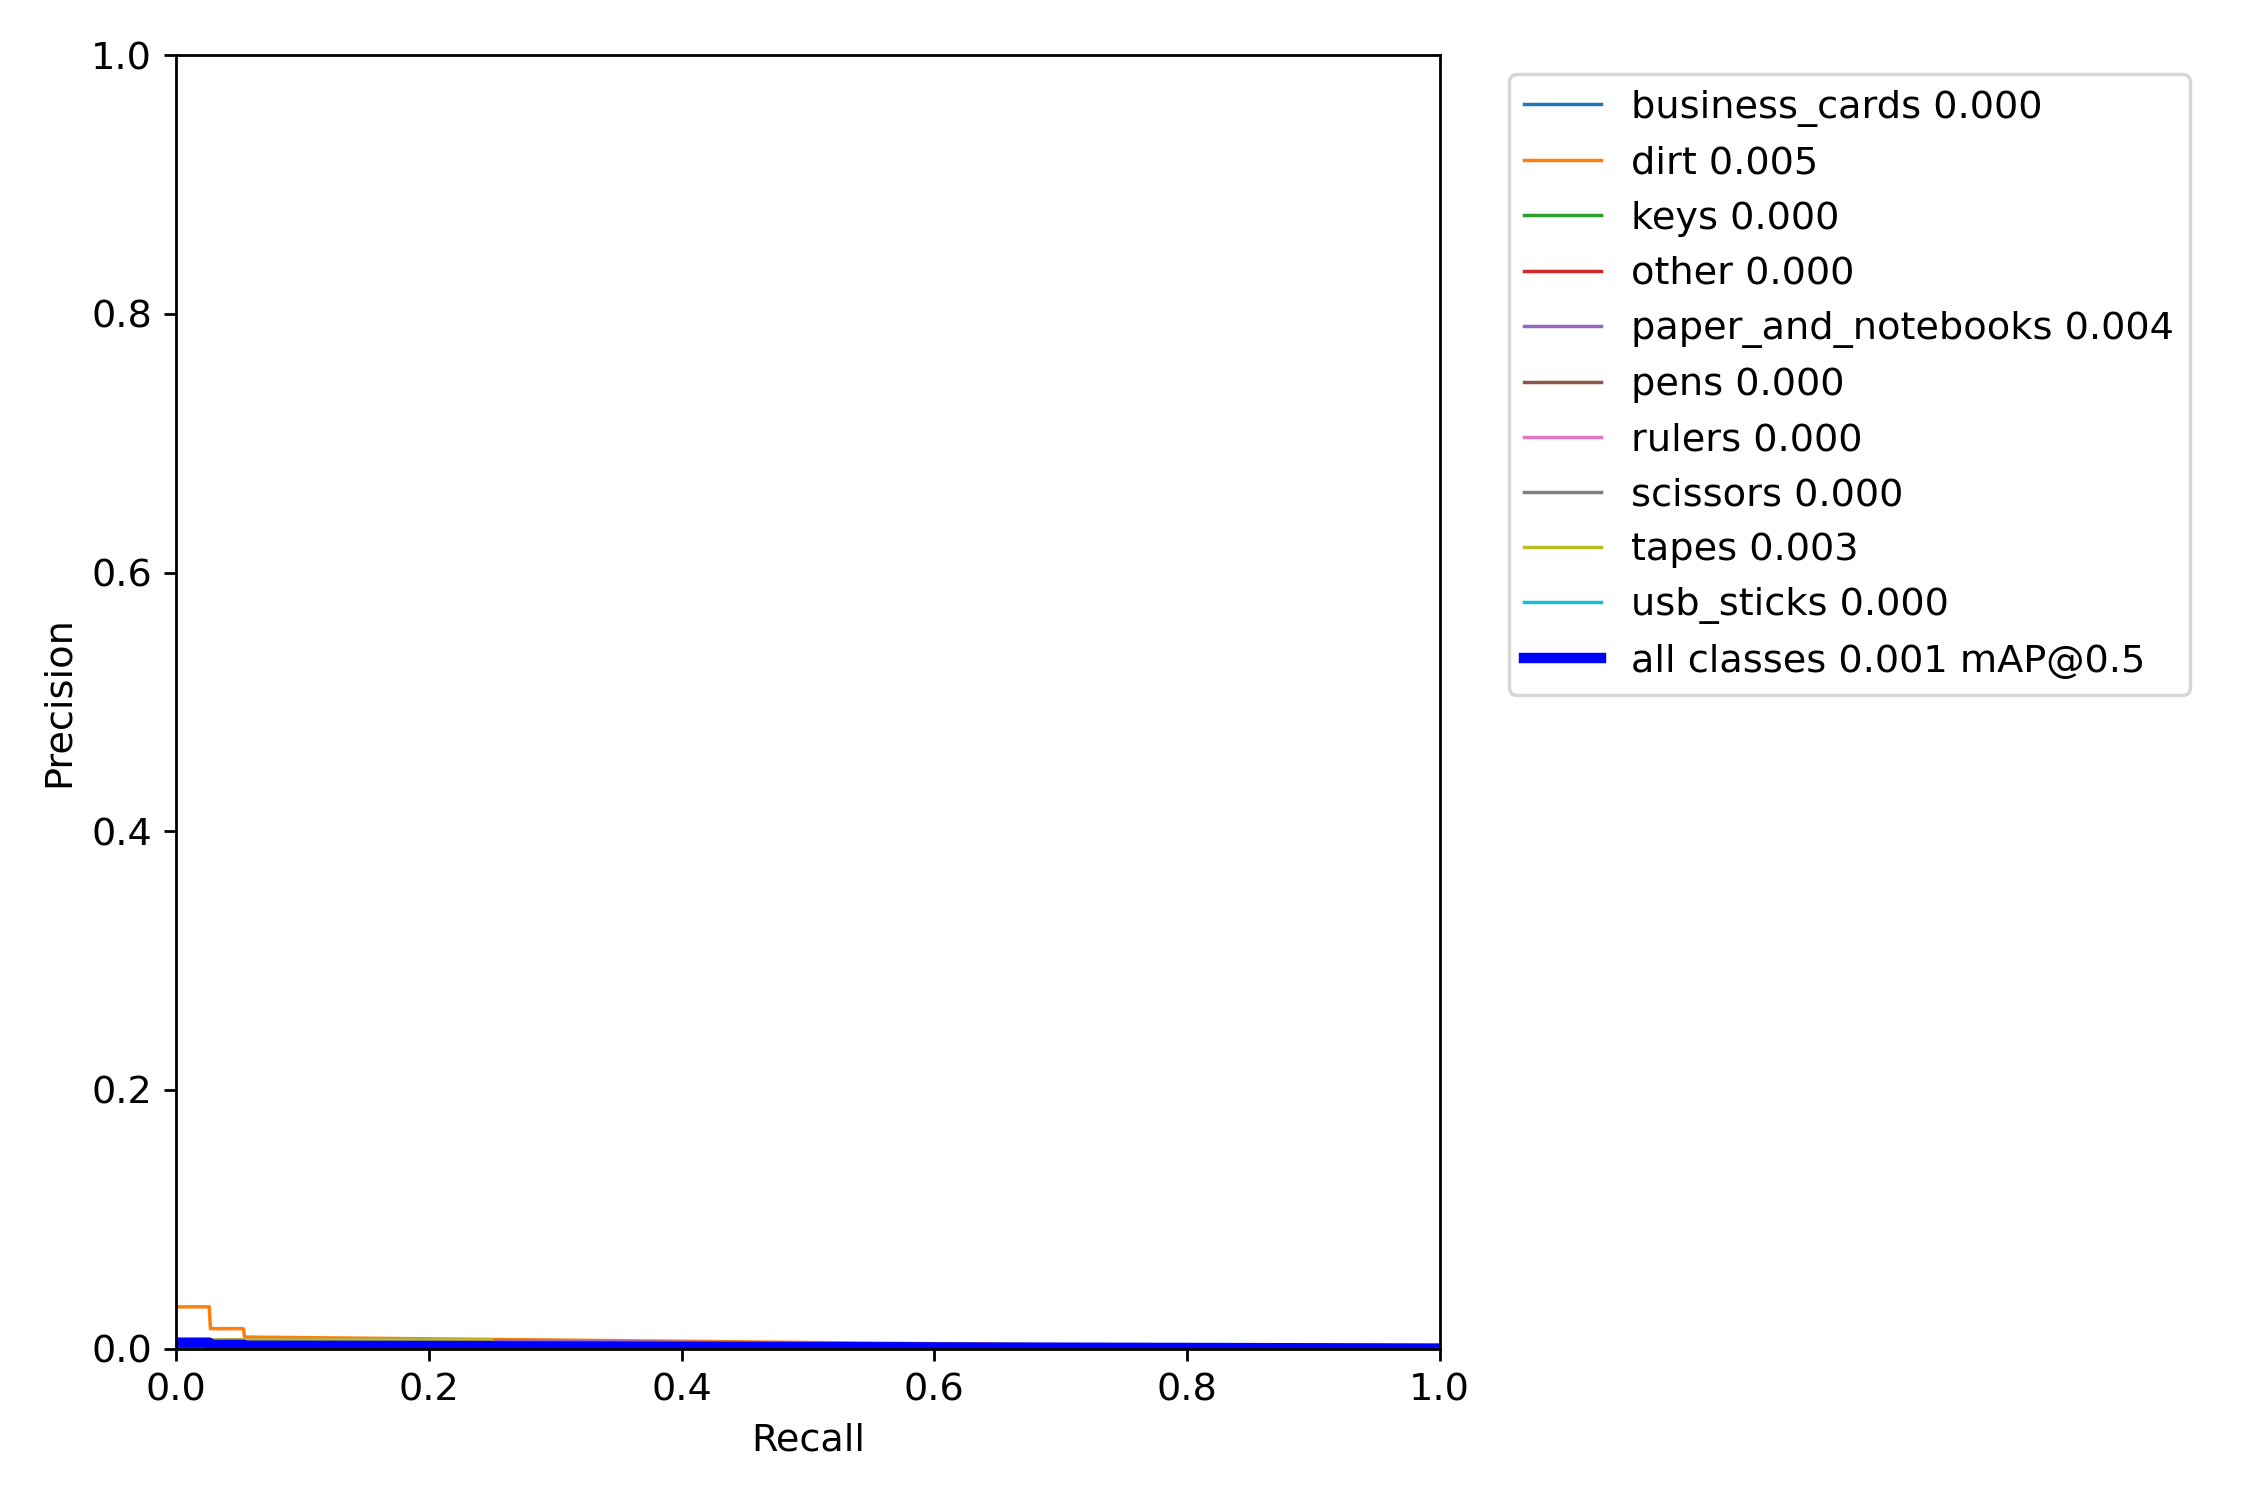 1.0
0.8
0.6
0.4
0.2
0.0
0.0 0.2 0.4 0.6 0.8 1.0
Precision
Recall
business_cards 0.000
dirt 0.005
keys 0.000
other 0.000
paper_and_notebooks 0.004
pens 0.000
rulers 0.000
scissors 0.000
tapes 0.003
usb_sticks 0.000
all classes 0.001 mAP@0.5